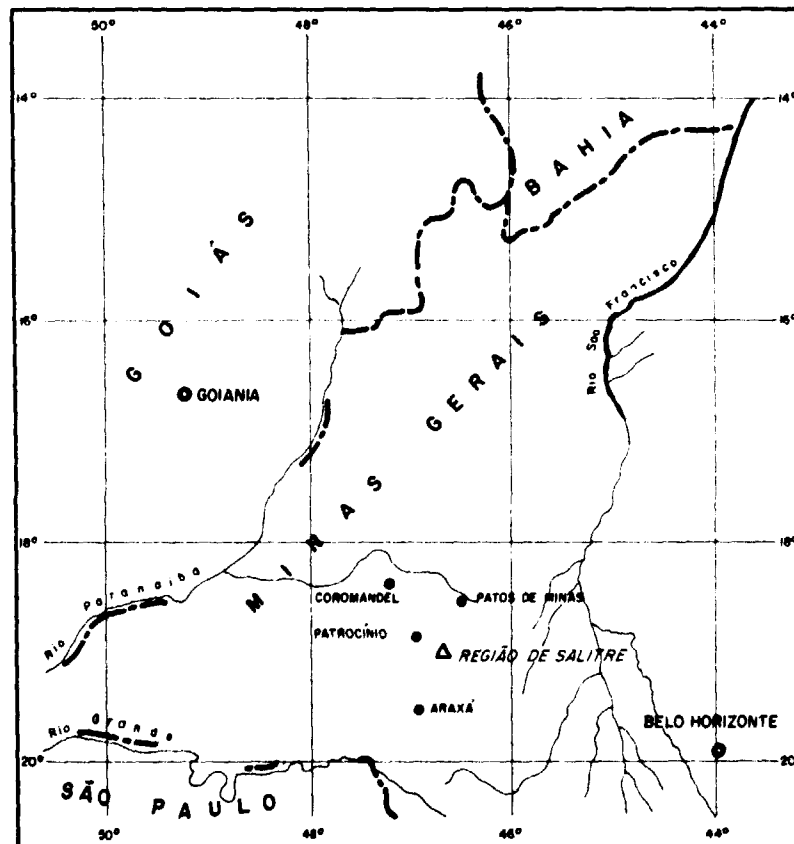 50° 48° 46° 44°
14° 14°
BAHIA
GOIÁS
Rio São Francisco
16° 15°
MINAS GERAIS
GOIANIA
18° 18°
Rio Paranaiba
COROMANDEL
PATOS DE MINAS
PATROCÍNIO
REGIÃO DE SALITRE
ARAXÁ
BELO HORIZONTE
Rio Grande
20° 20°
SÃO PAULO
50° 48° 46° 44°